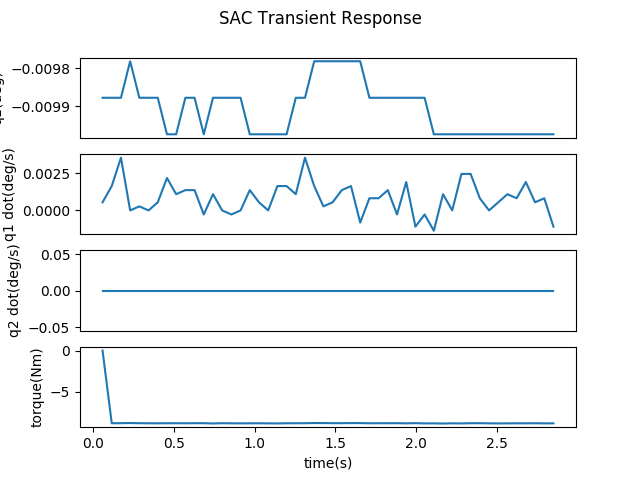 SAC Transient Response
−0.0098
−0.0099
q1 dot(deg/s)
0.0025
0.0000
q2 dot(deg/s)
0.05
0.00
−0.05
torque(Nm)
0
−5
0.0 0.5 1.0 1.5 2.0 2.5
time(s)